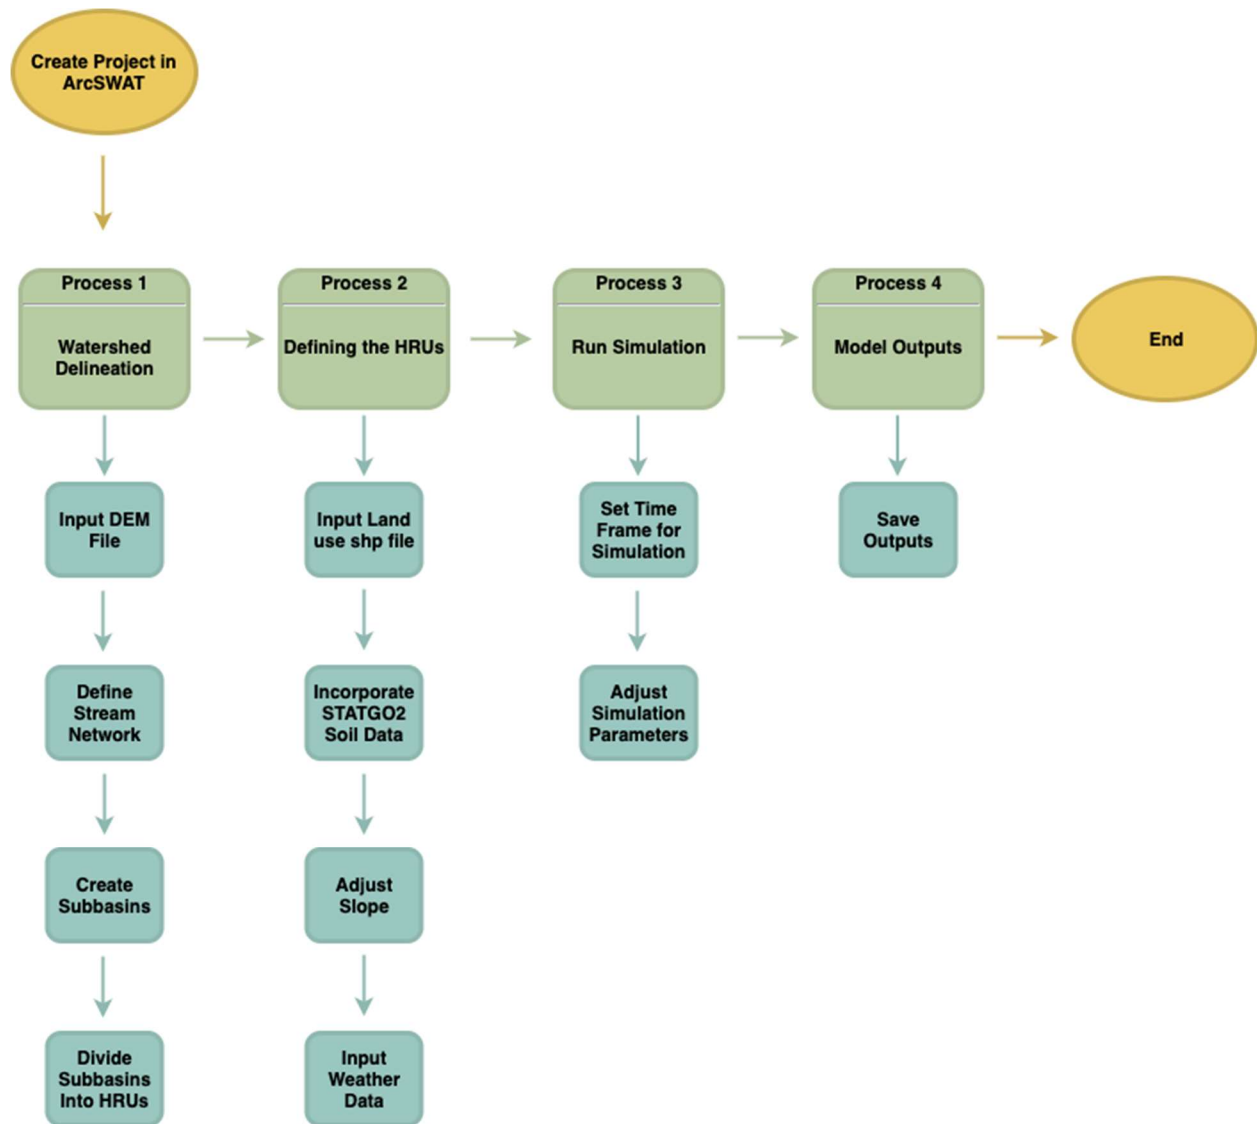 Create Project in
ArcSWAT
Process 1
Watershed
Delineation
Process 2
Defining the HRUs
Process 3
Run Simulation
Process 4
Model Outputs
End
Input DEM
File
Define
Stream
Network
Create
Subbasins
Divide
Subbasins
Into HRUs
Input Land
use shp file
Incorporate
STATGO2
Soil Data
Adjust
Slope
Input
Weather
Data
Set Time
Frame for
Simulation
Adjust
Simulation
Parameters
Save
Outputs